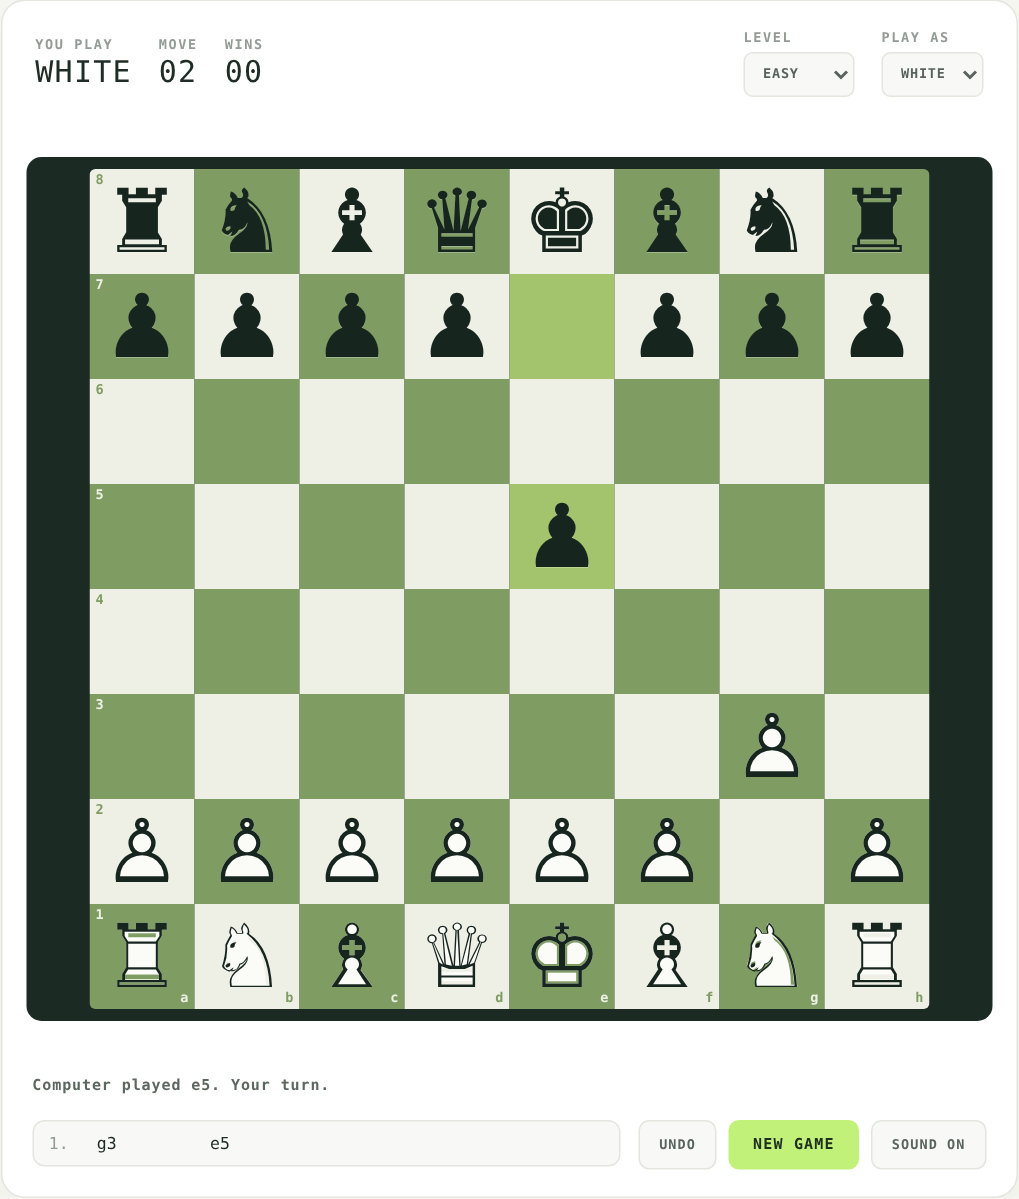 YOU PLAY MOVE WINS LEVEL PLAY AS
WHITE 02 00 EASY WHITE
8
7
6
5
4
3
2
1
a b c d e f g h
Computer played e5. Your turn.
1. g3 e5 UNDO NEW GAME SOUND ON